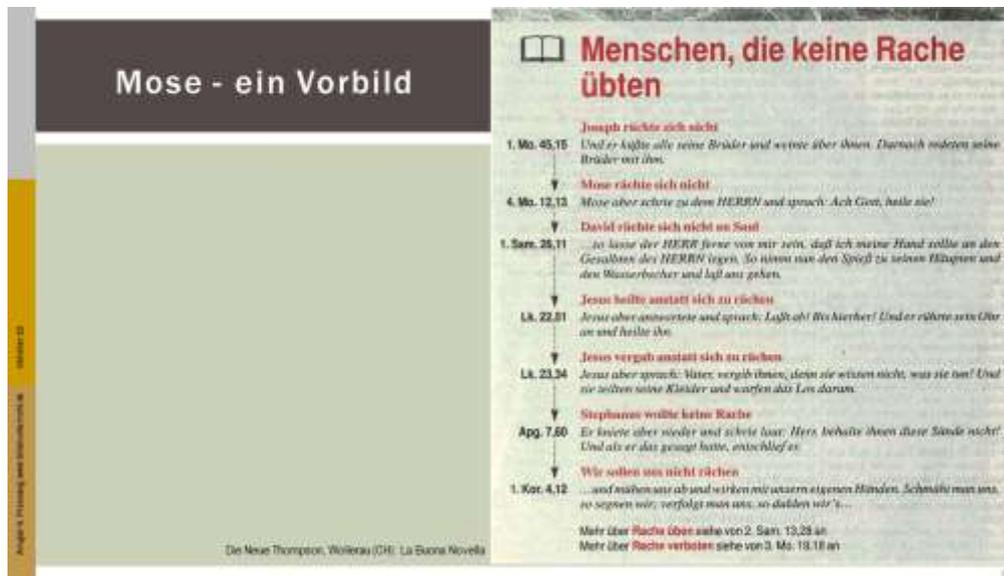 Mose - ein Vorbild
Menschen, die keine Rache
übten
Joseph rächte sich nicht
1. Mo. 45,15 Und er küßte alle seine Brüder und weinte über ihnen. Darnach redeten seine
Brüder mit ihm.
Mose rächte sich nicht
4. Mo. 12,13 Mose aber schrie zu dem HERRN und sprach: Ach Gott, heile sie!
David rächte sich nicht an Saul
1. Sam. 26,11 ...so lasse der HERR ferne von mir sein, daß ich meine Hand sollte an den
Gesalbten des HERRN legen. So nimm nun den Spieß zu seinen Häupten und
den Wasserbecher und laß uns gehen.
Jesus heilte anstatt sich zu rächen
Lk. 22,51 Jesus aber antwortete und sprach: Laßt ab! Bis hierher! Und er rührte sein Ohr
an und heilte ihn.
Jesus vergab anstatt sich zu rächen
Lk. 23,34 Jesus aber sprach: Vater, vergib ihnen, denn sie wissen nicht, was sie tun! Und
sie teilten seine Kleider und warfen das Los darum.
Stephanus wollte keine Rache
Apg. 7,60 Er kniete aber nieder und schrie laut: Herr, behalte ihnen diese Sünde nicht!
Und als er das gesagt hatte, entschlief er.
Wir sollen uns nicht rächen
1. Kor. 4,12 ...und mühen uns ab und wirken mit unsern eigenen Händen. Schmäht man uns,
so segnen wir; verfolgt man uns, so dulden wir's...
Mehr über Rache üben siehe von 2. Sam. 13,28 an
Mehr über Rache verboten siehe von 3. Mo. 19,18 an
Die Neue Thompson, Wollerau (CH): La Buona Novella